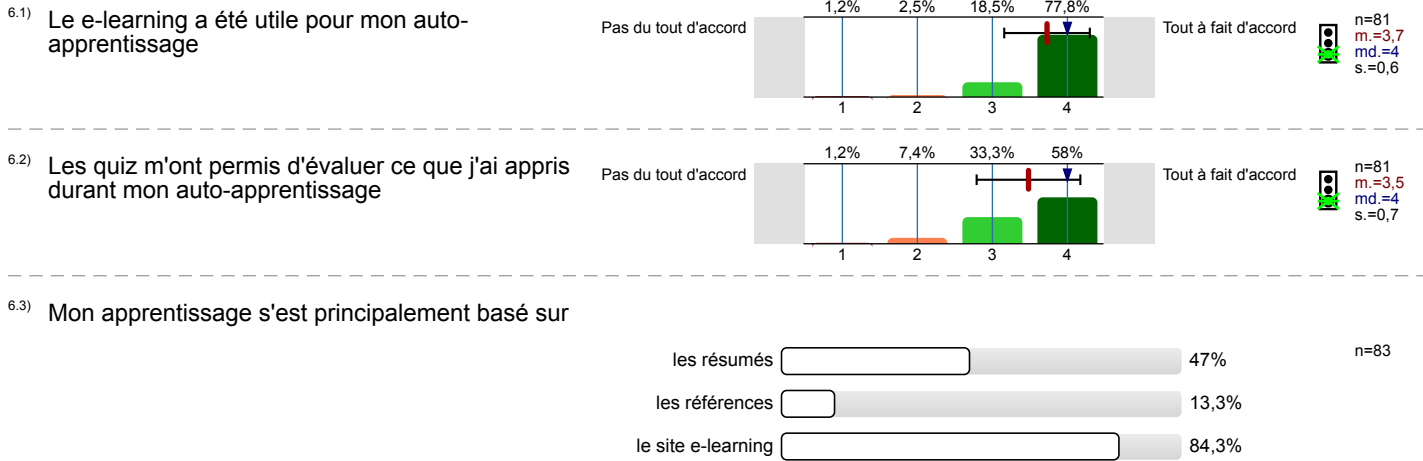 6.1) Le e-learning a été utile pour mon auto-
apprentissage
Pas du tout d'accord
1,2% 2,5% 18,5% 77,8%
1 2 3 4
Tout à fait d'accord
n=81
m.=3,7
md.=4
s.=0,6
6.2) Les quiz m'ont permis d'évaluer ce que j'ai appris
durant mon auto-apprentissage
Pas du tout d'accord
1,2% 7,4% 33,3% 58%
1 2 3 4
Tout à fait d'accord
n=81
m.=3,5
md.=4
s.=0,7
6.3) Mon apprentissage s'est principalement basé sur
les résumés 47% n=83
les références 13,3%
le site e-learning 84,3%